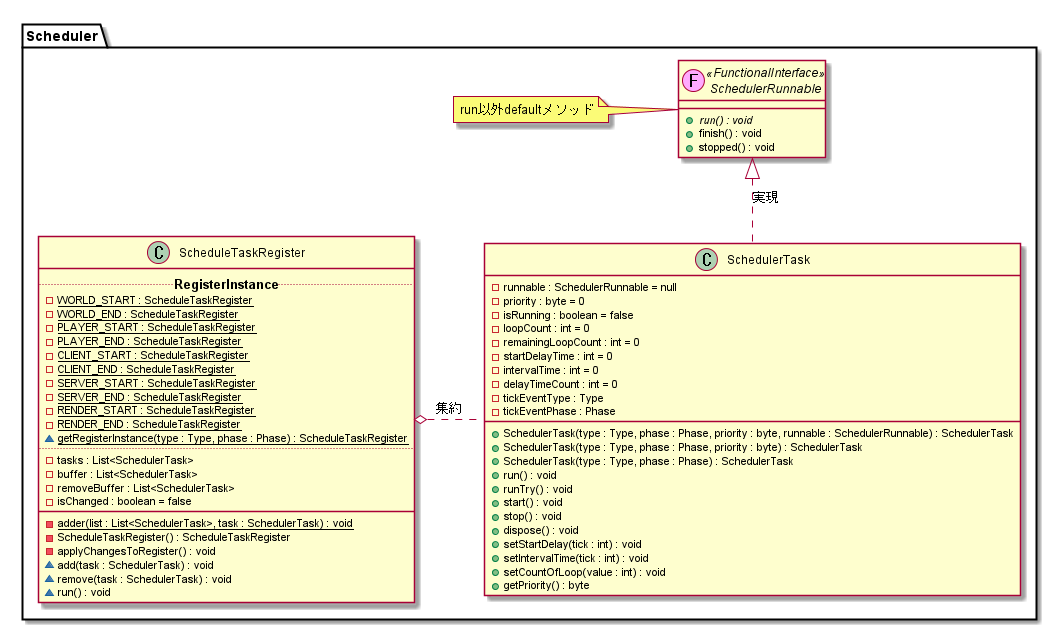 Scheduler
F
«FunctionalInterface»
SchedulerRunnable
run() : void
finish() : void
stopped() : void
run以外defaultメソッド
実現
C
ScheduleTaskRegister
RegisterInstance
WORLD_START : ScheduleTaskRegister
WORLD_END : ScheduleTaskRegister
PLAYER_START : ScheduleTaskRegister
PLAYER_END : ScheduleTaskRegister
CLIENT_START : ScheduleTaskRegister
CLIENT_END : ScheduleTaskRegister
SERVER_START : ScheduleTaskRegister
SERVER_END : ScheduleTaskRegister
RENDER_START : ScheduleTaskRegister
RENDER_END : ScheduleTaskRegister
getRegisterInstance(type : Type, phase : Phase) : ScheduleTaskRegister
tasks : List<SchedulerTask>
buffer : List<SchedulerTask>
removeBuffer : List<SchedulerTask>
isChanged : boolean = false
adder(list : List<SchedulerTask>, task : SchedulerTask) : void
ScheduleTaskRegister() : ScheduleTaskRegister
applyChangesToRegister() : void
add(task : SchedulerTask) : void
remove(task : SchedulerTask) : void
run() : void
集約
C
SchedulerTask
runnable : SchedulerRunnable = null
priority : byte = 0
isRunning : boolean = false
loopCount : int = 0
remainingLoopCount : int = 0
startDelayTime : int = 0
intervalTime : int = 0
delayTimeCount : int = 0
tickEventType : Type
tickEventPhase : Phase
SchedulerTask(type : Type, phase : Phase, priority : byte, runnable : SchedulerRunnable) : SchedulerTask
SchedulerTask(type : Type, phase : Phase, priority : byte) : SchedulerTask
SchedulerTask(type : Type, phase : Phase) : SchedulerTask
run() : void
runTry() : void
start() : void
stop() : void
dispose() : void
setStartDelay(tick : int) : void
setIntervalTime(tick : int) : void
setCountOfLoop(value : int) : void
getPriority() : byte